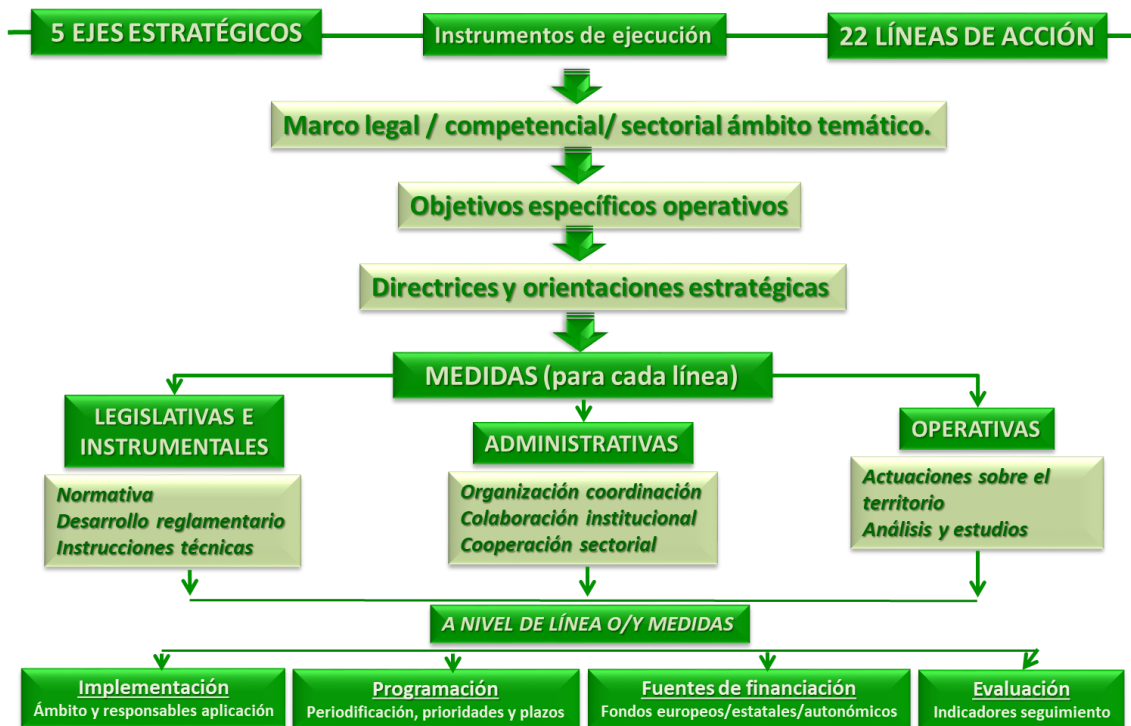 5 EJES ESTRATÉGICOS
Instrumentos de ejecución
22 LÍNEAS DE ACCIÓN
Marco legal / competencial/ sectorial ámbito temático.
Objetivos específicos operativos
Directrices y orientaciones estratégicas
MEDIDAS (para cada línea)
LEGISLATIVAS E
INSTRUMENTALES
Normativa
Desarrollo reglamentario
Instrucciones técnicas
ADMINISTRATIVAS
Organización coordinación
Colaboración institucional
Cooperación sectorial
OPERATIVAS
Actuaciones sobre el
territorio
Análisis y estudios
A NIVEL DE LÍNEA O/Y MEDIDAS
Implementación
Ámbito y responsables aplicación
Programación
Periodificación, prioridades y plazos
Fuentes de financiación
Fondos europeos/estatales/autonómicos
Evaluación
Indicadores seguimiento